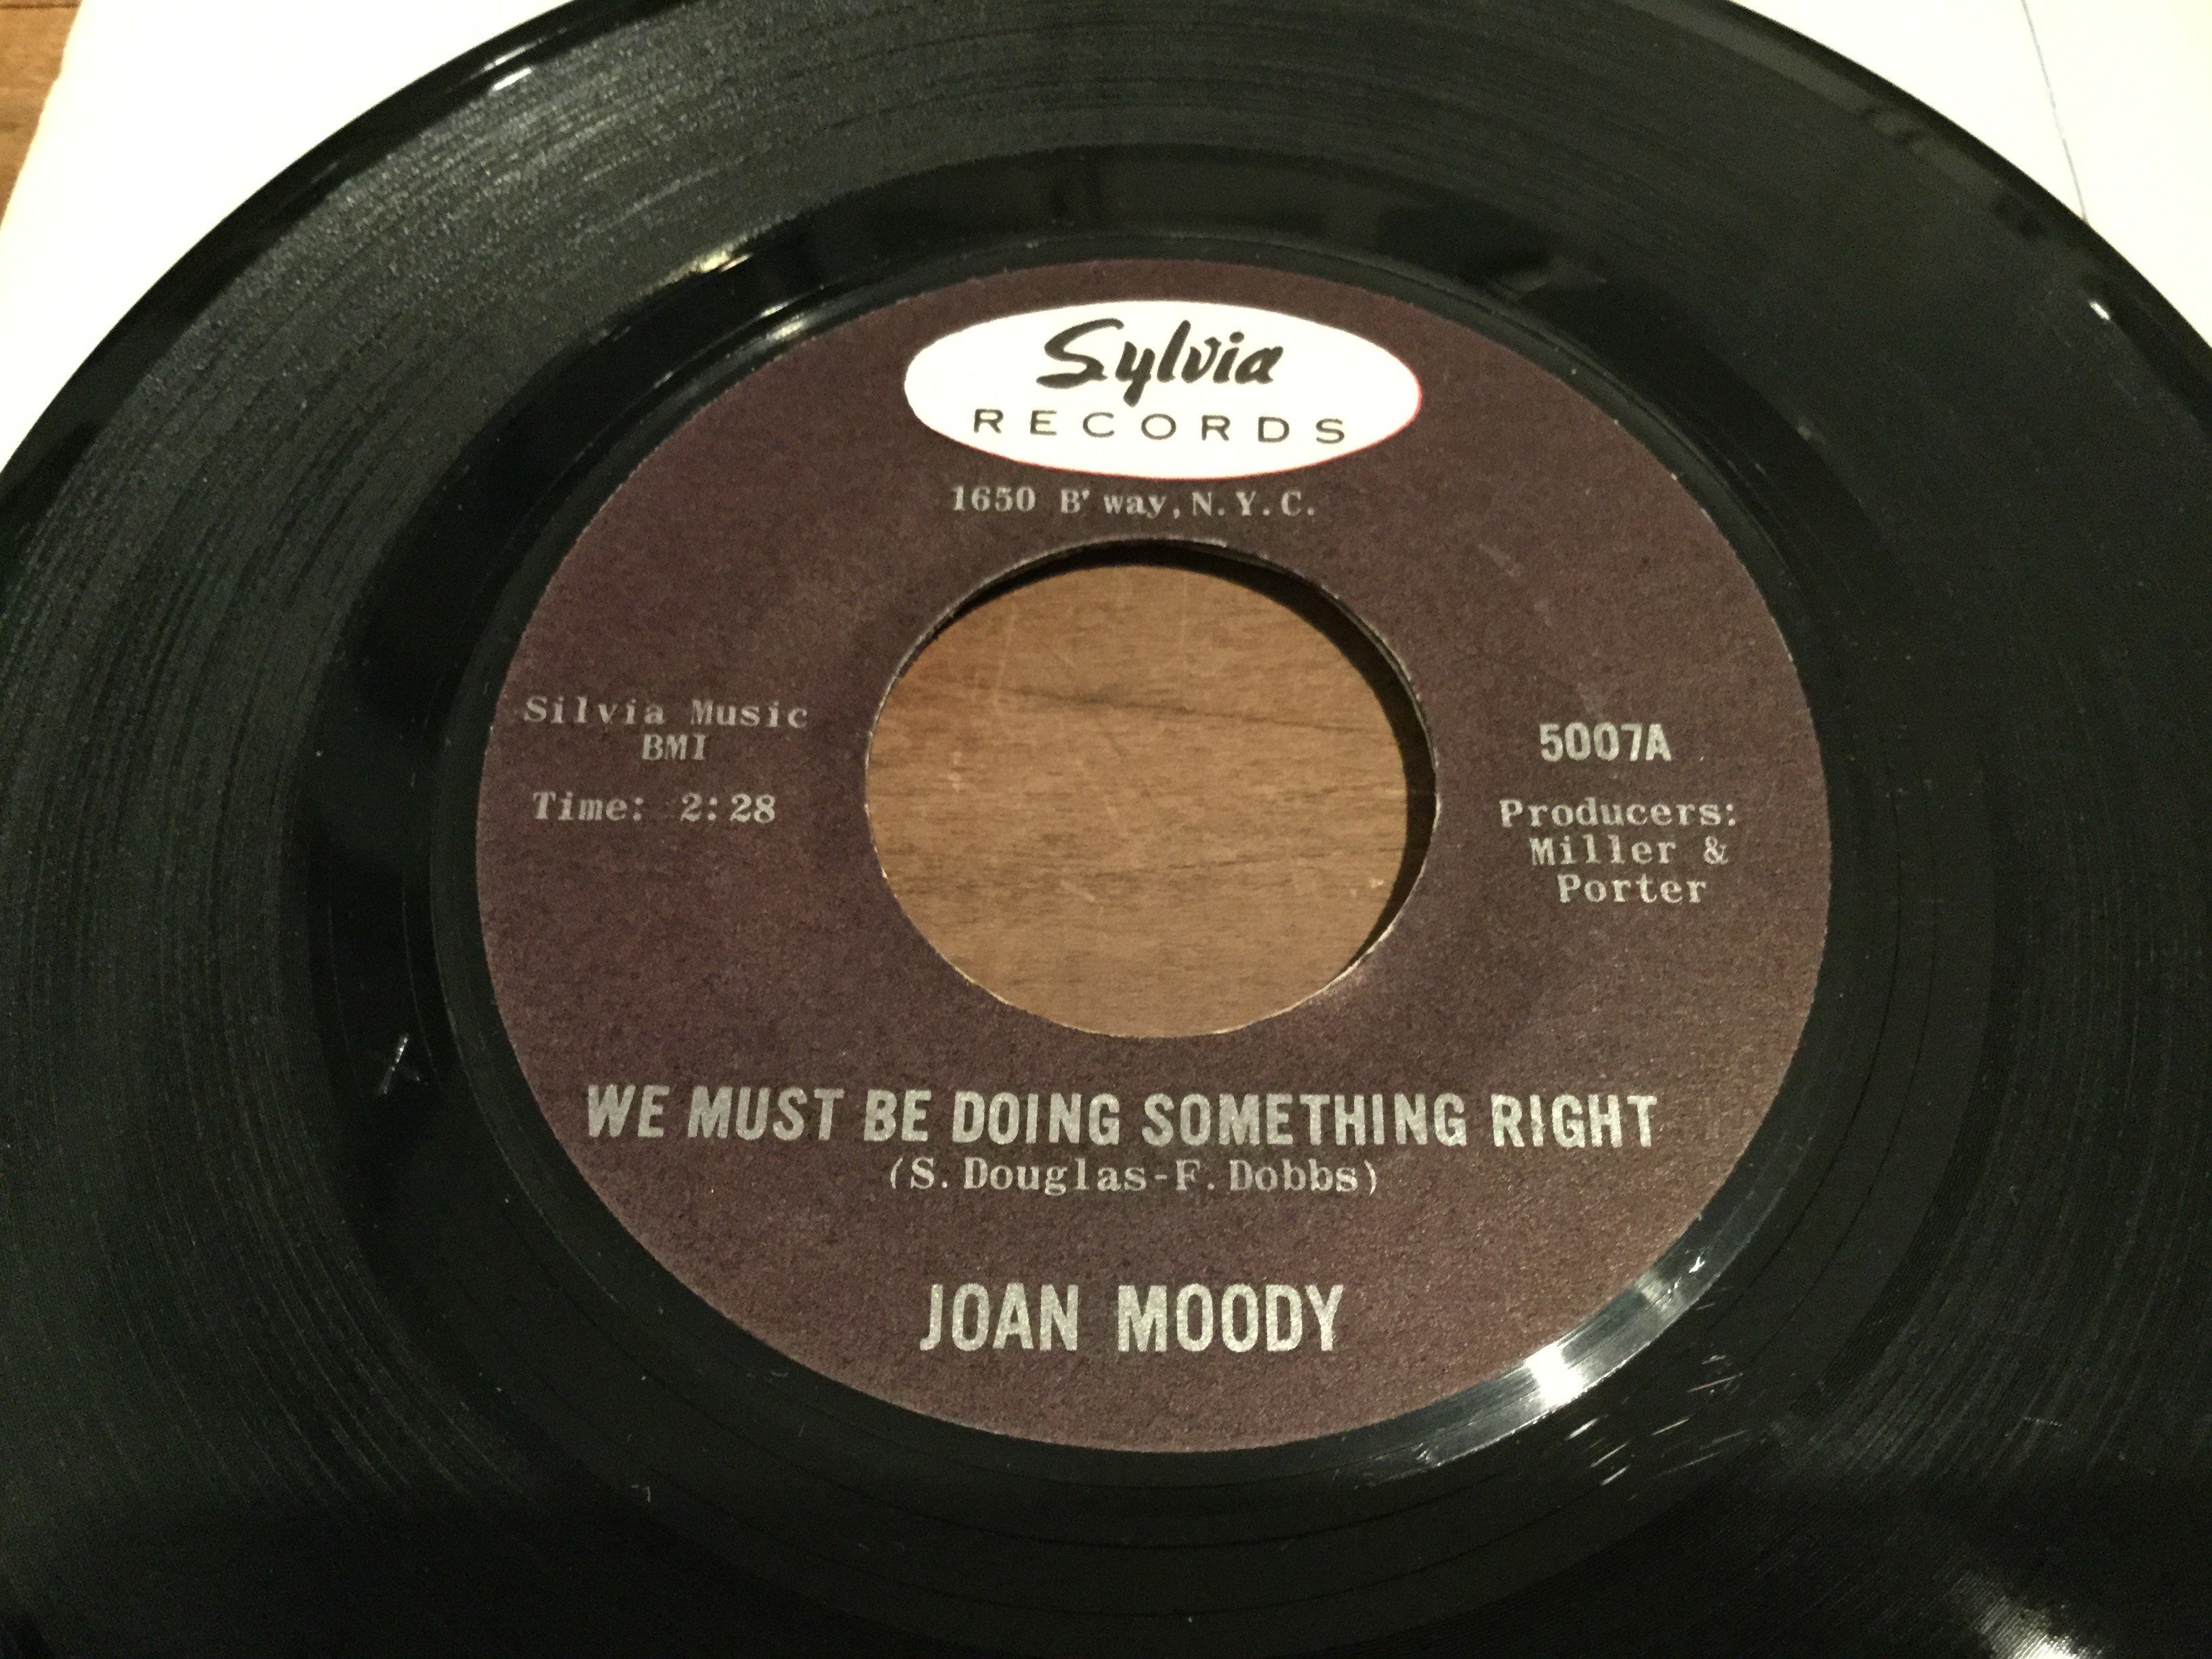 Sylvia
RECORDS
1650 B'way, N.Y.C.
Silvia Music
BMI
Time: 2:28
5007A
Producers:
Miller &
Porter
WE MUST BE DOING SOMETHING RIGHT
(S. Douglas-F. Dobbs)
JOAN MOODY